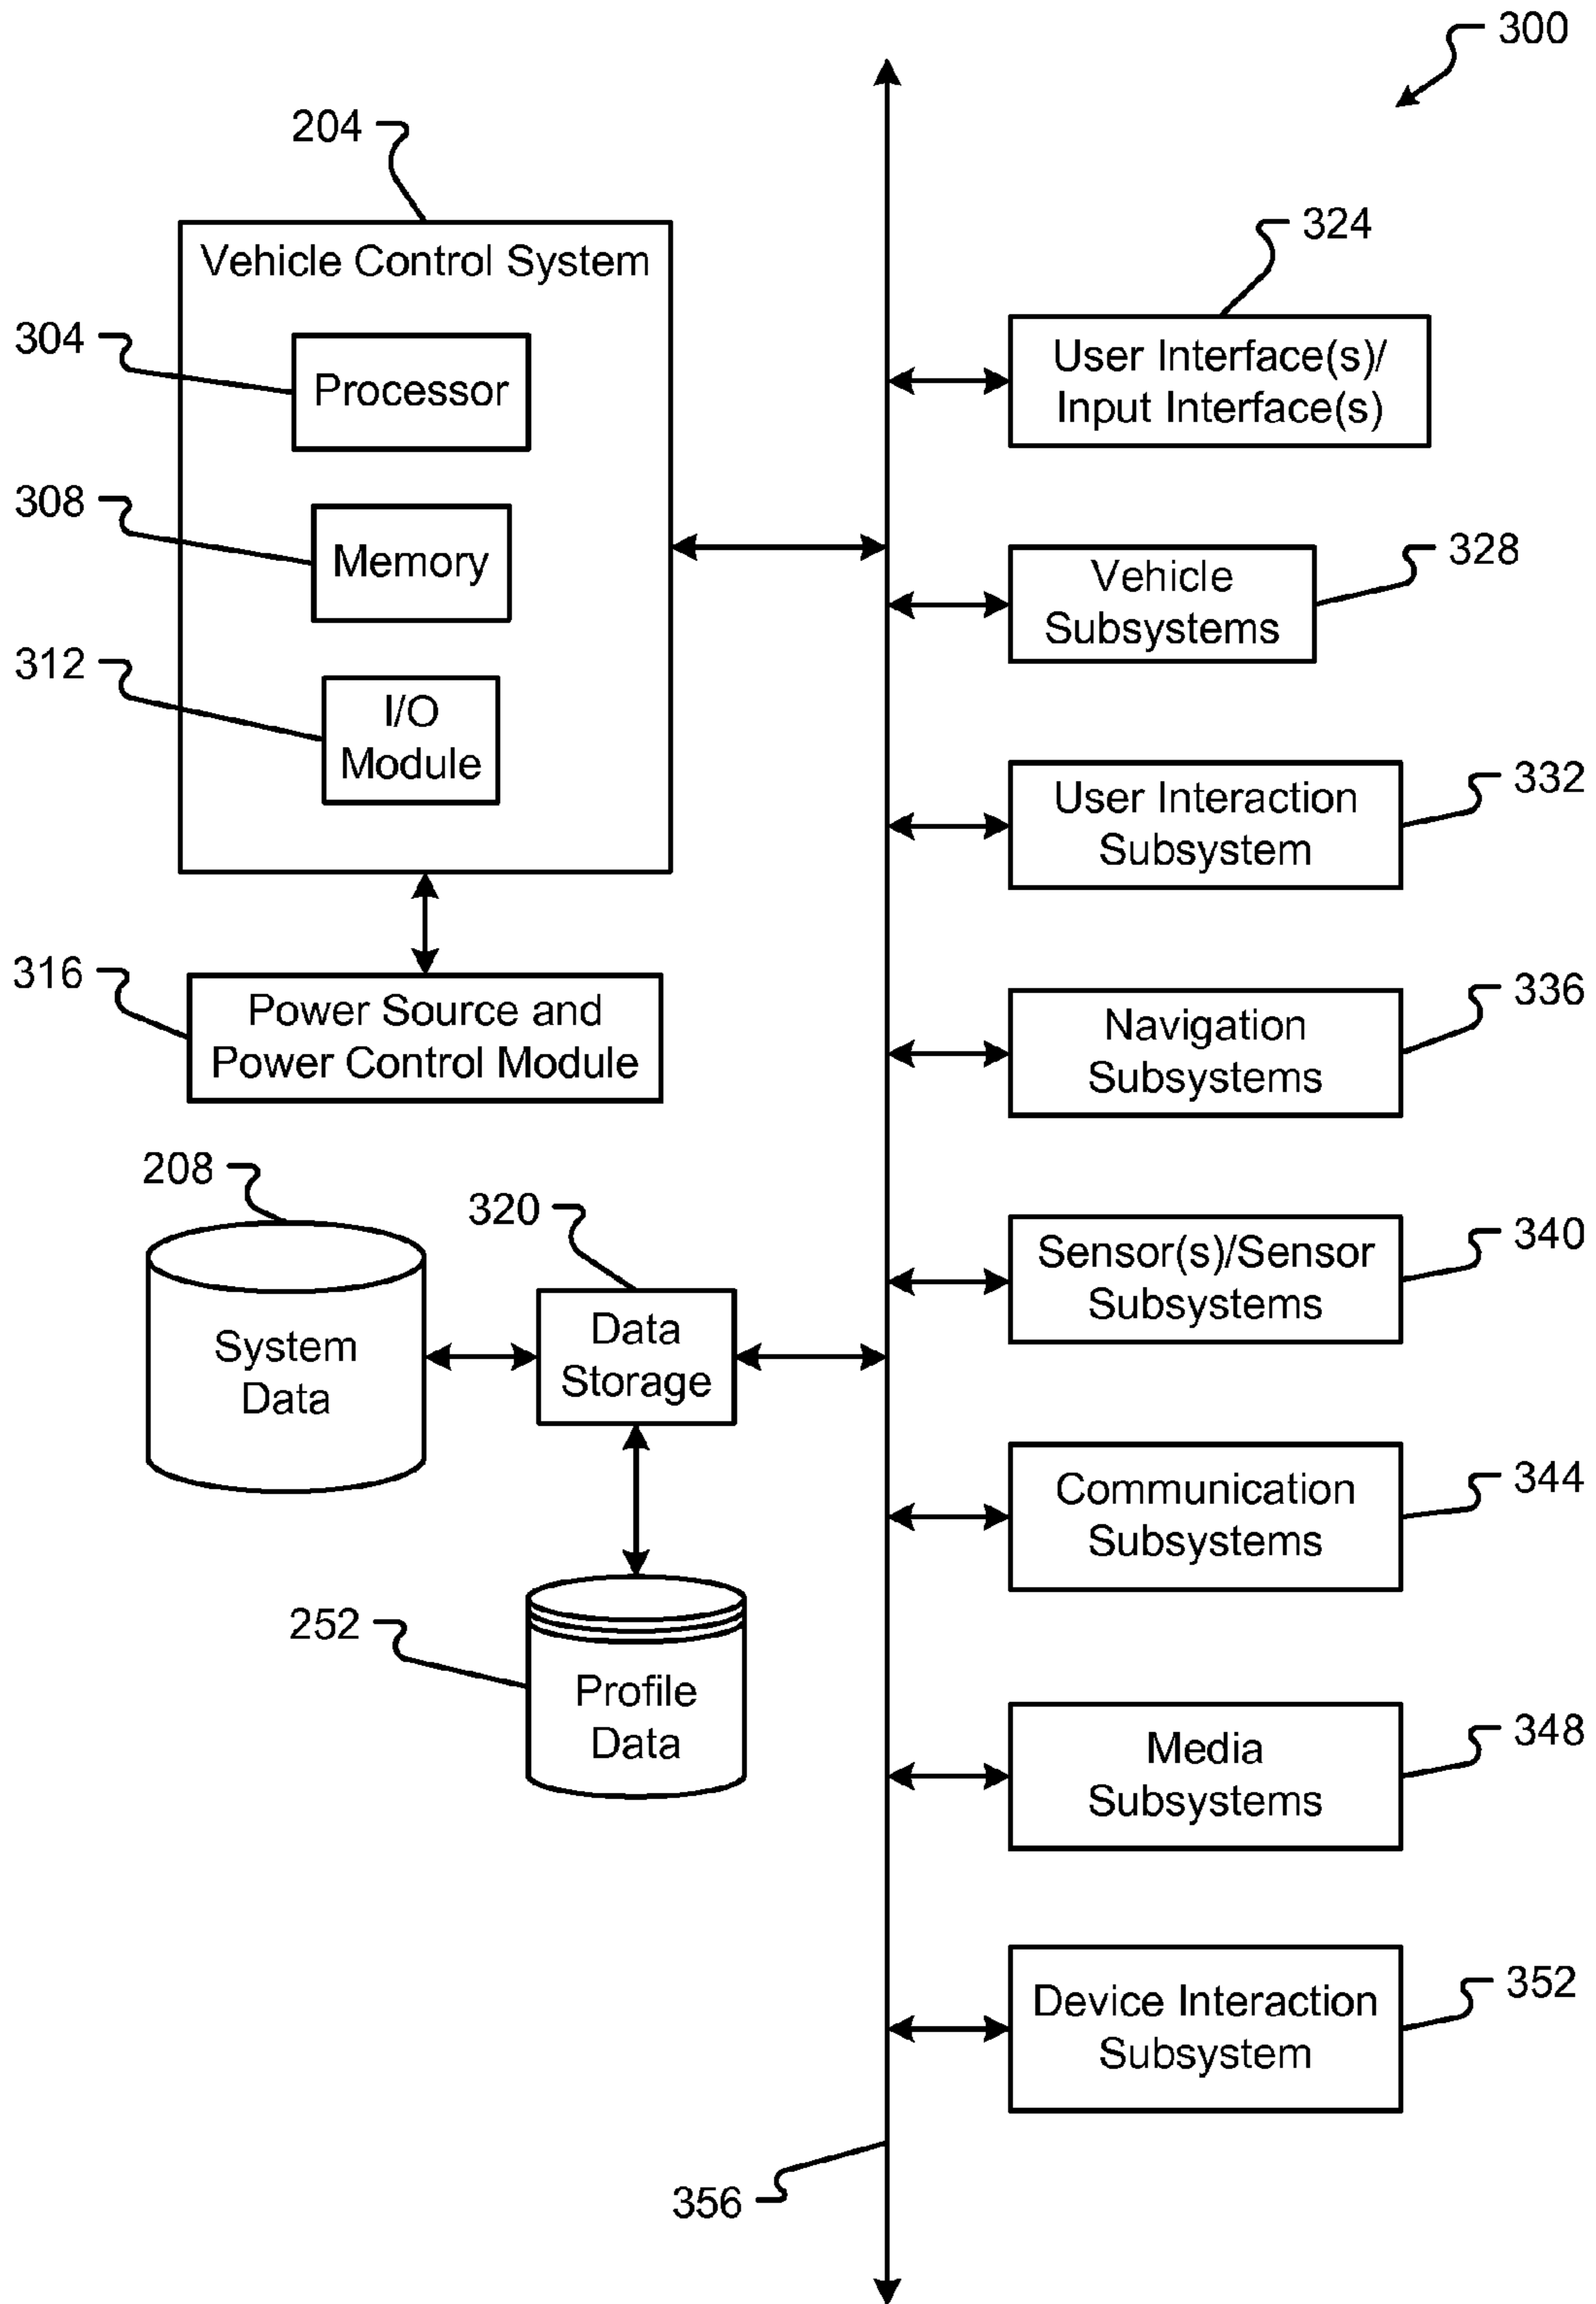 300
204
Vehicle Control System
324
304
Processor
User Interface(s)/
Input Interface(s)
308
Memory
Vehicle
Subsystems
328
312
I/O
Module
User Interaction
Subsystem
332
316
Power Source and
Power Control Module
Navigation
Subsystems
336
208
320
System
Data
Data
Storage
Sensor(s)/Sensor
Subsystems
340
Communication
Subsystems
344
252
Profile
Data
Media
Subsystems
348
Device Interaction
Subsystem
352
356